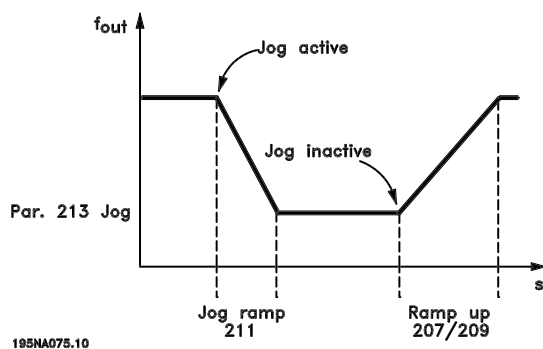 fout
Jog active
Jog inactive
Par. 213 Jog
s
Jog ramp
211
Ramp up
207/209
195NA075.10